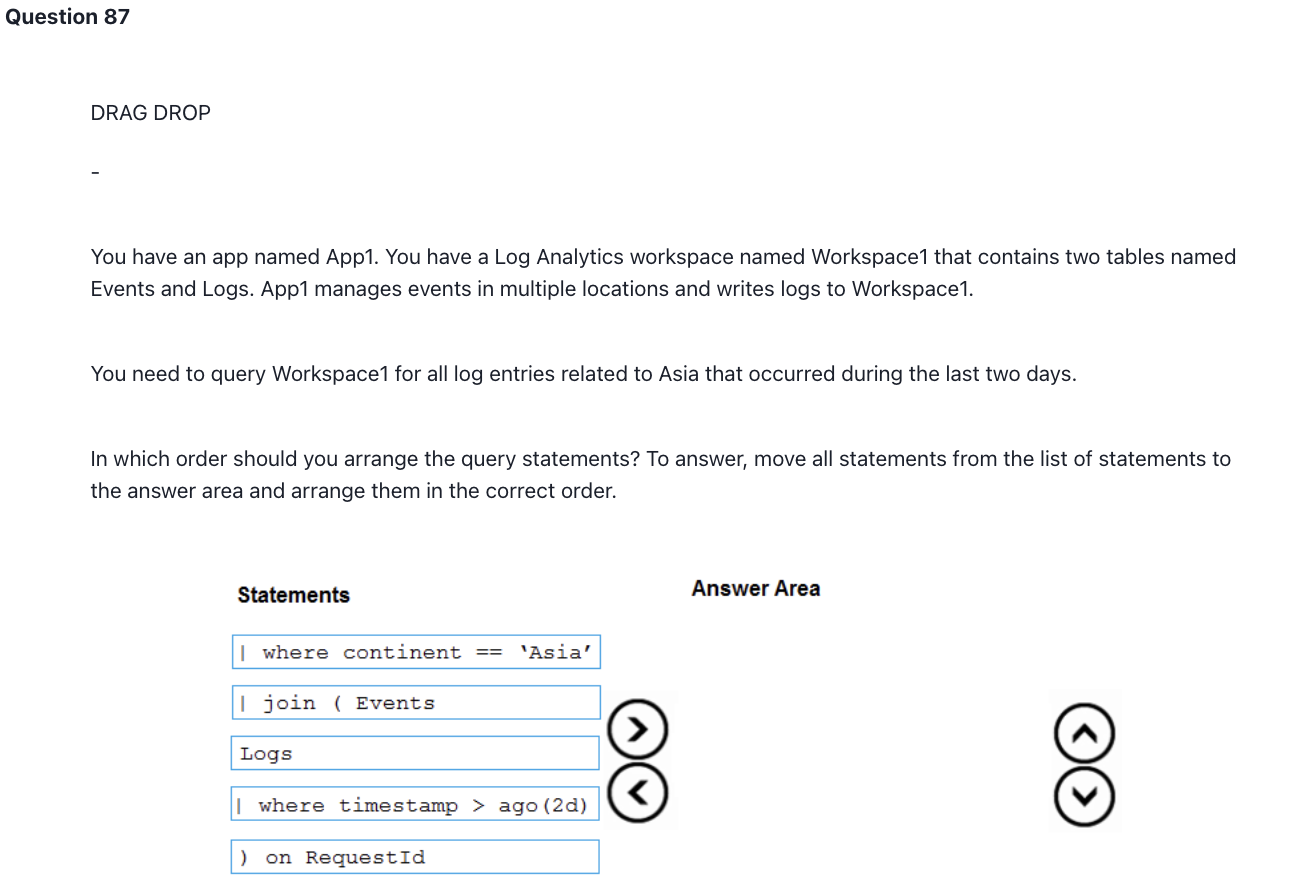 Question 87
DRAG DROP
-
You have an app named App1. You have a Log Analytics workspace named Workspace1 that contains two tables named
Events and Logs. App1 manages events in multiple locations and writes logs to Workspace1.
You need to query Workspace1 for all log entries related to Asia that occurred during the last two days.
In which order should you arrange the query statements? To answer, move all statements from the list of statements to
the answer area and arrange them in the correct order.
Statements
Answer Area
| where continent == ‘Asia’
| join ( Events
Logs
| where timestamp > ago(2d)
) on RequestId